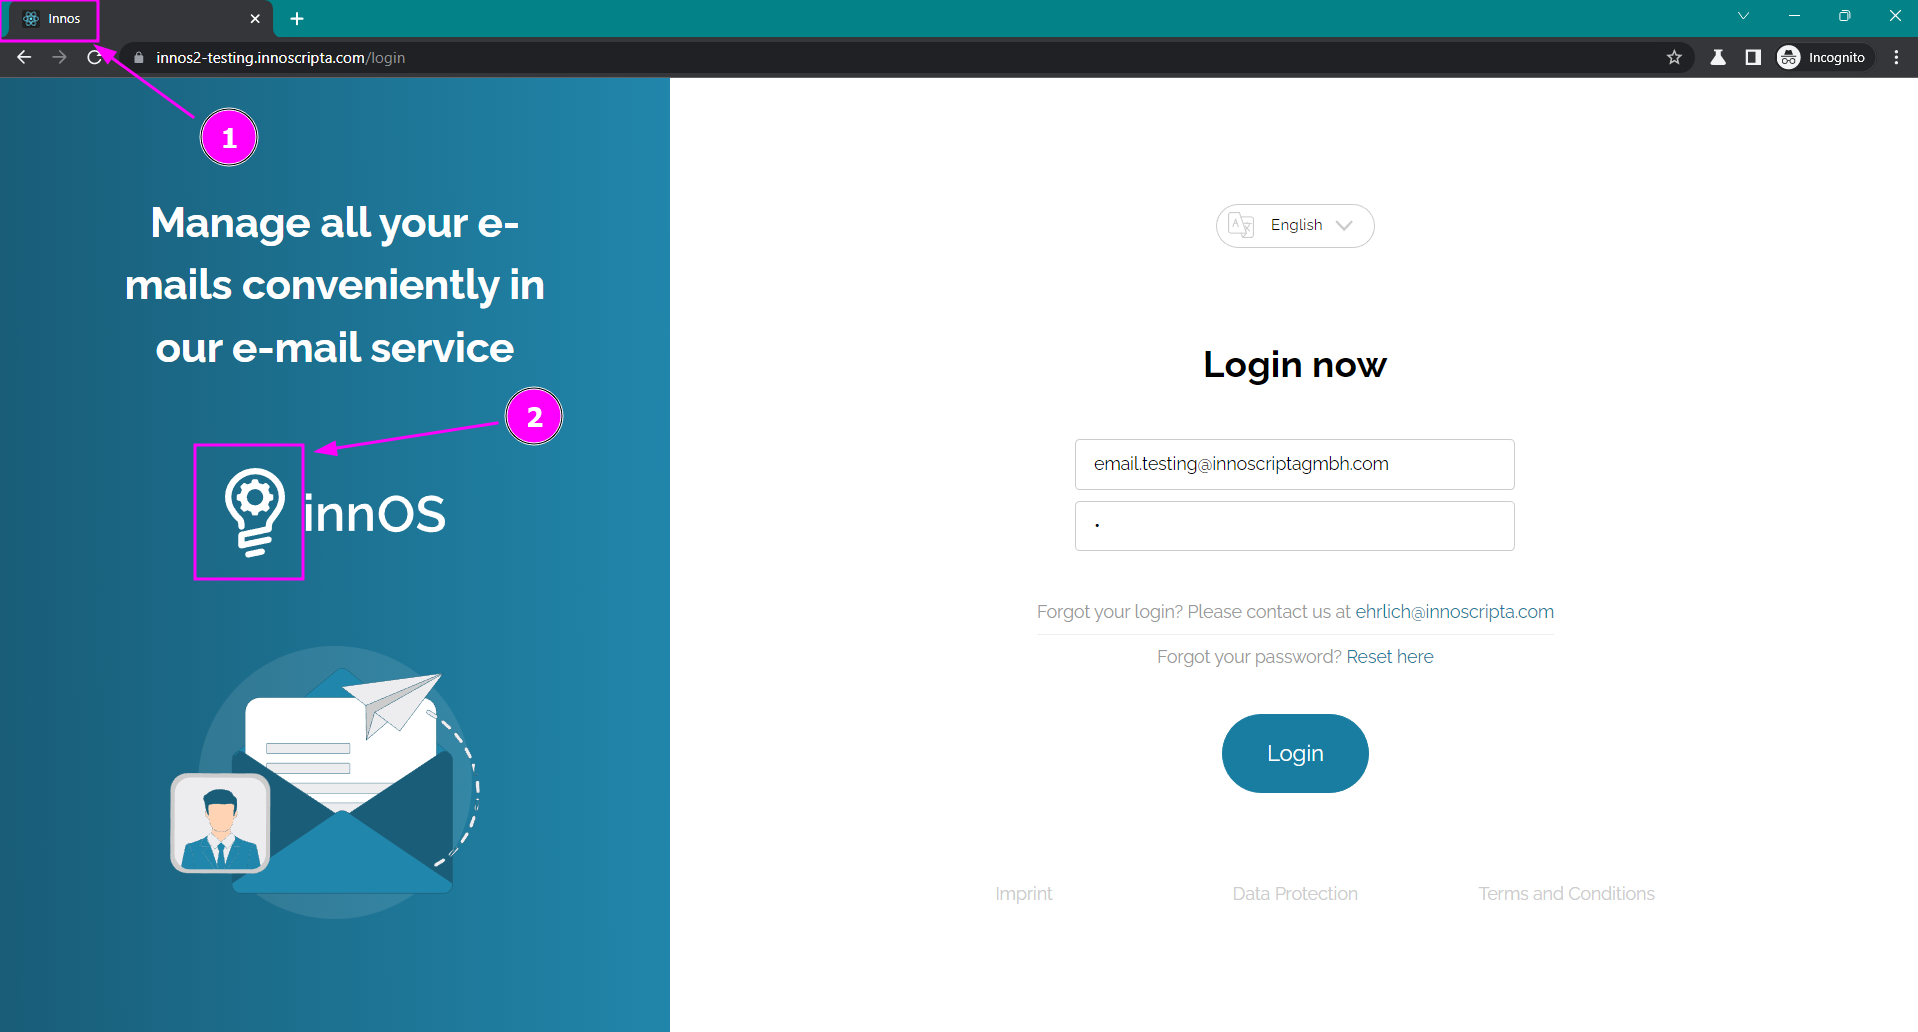 Innos
innos2-testing.innoscripta.com/login
Incognito
1
Manage all your e-
mails conveniently in
our e-mail service
2
innOS
English
Login now
email.testing@innoscriptagmbh.com
Forgot your login? Please contact us at ehrlich@innoscripta.com
Forgot your password? Reset here
Login
Imprint
Data Protection
Terms and Conditions